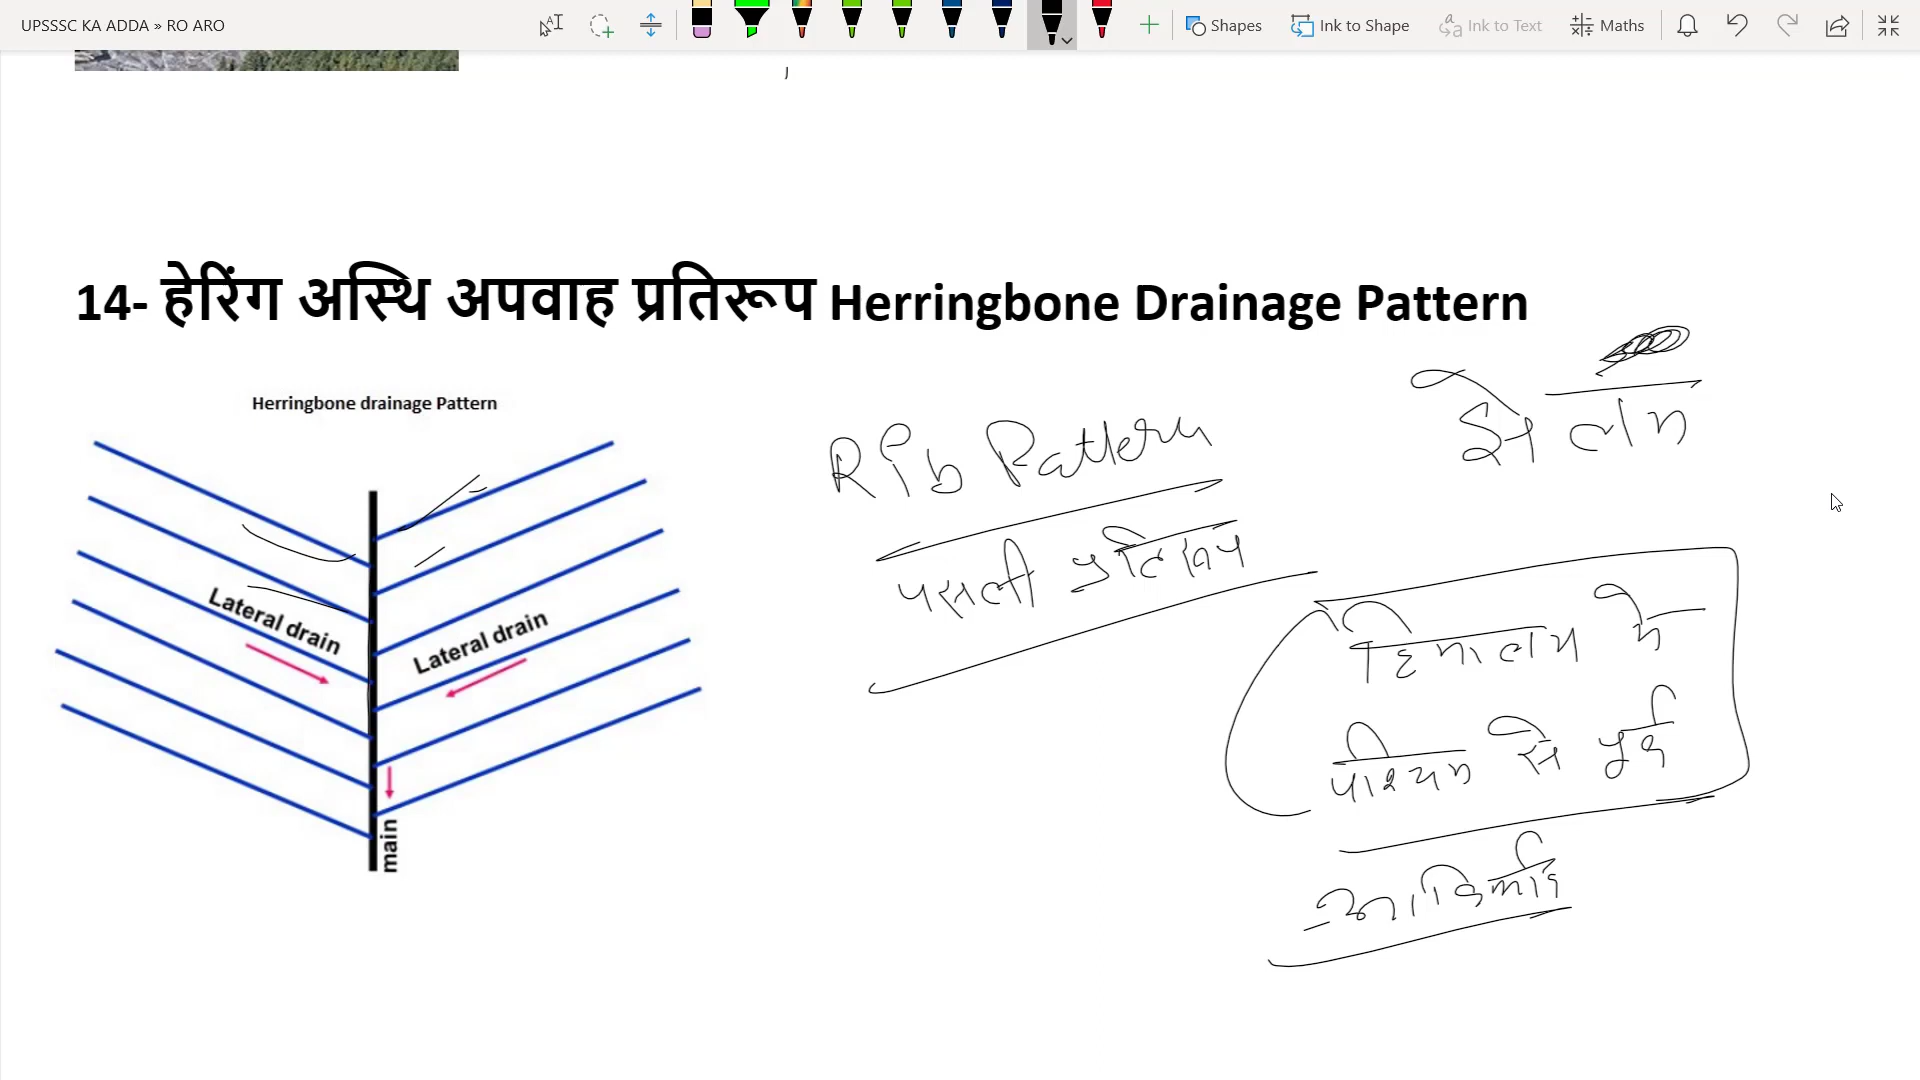 UPSSSC KA ADDA » RO ARO
Shapes
Ink to Shape
Ink to Text
Maths
14- हेरिंग अस्थि अपवाह प्रतिरूप Herringbone Drainage Pattern
Herringbone drainage Pattern
Lateral drain
Lateral drain
main
Rib Pattern
पसली प्रतिरूप
झेलम
हिमालय में
पश्चिम से पूर्व